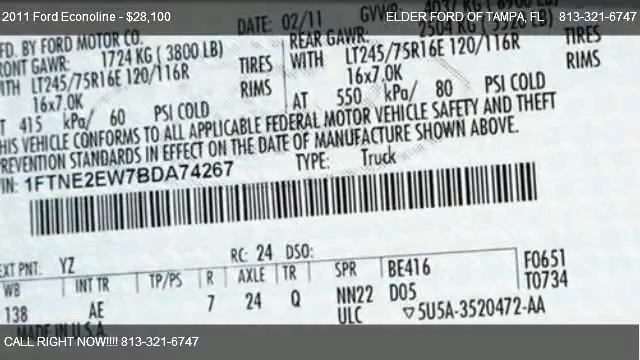 2011 Ford Econoline - $28,100
ELDER FORD OF TAMPA, FL 813-321-6747
DATE: 02/11 GVWR:
FD. BY FORD MOTOR CO.
RONT GAWR: 1724 KG ( 3800 LB) REAR GAWR: 2504 KG
ITH LT245/75R16E 120/116R TIRES WITH LT245/75R16E 120/116R TIRES
16x7.0K RIMS 16x7.0K RIMS
T 415 kPa/ 60 PSI COLD AT 550 kPa/ 80 PSI COLD
HIS VEHICLE CONFORMS TO ALL APPLICABLE FEDERAL MOTOR VEHICLE SAFETY AND THEFT
REVENTION STANDARDS IN EFFECT ON THE DATE OF MANUFACTURE SHOWN ABOVE.
IN: 1FTNE2EW7BDA74267 TYPE: Truck
EXT PNT: YZ RC: 24 DSO: F0651
WB INT TR TP/PS R AXLE TR SPR BE416 T0734
138 AE 7 24 Q NN22 D05
ULC ▽5U5A-3520472-AA
MADE IN U.S.A.
CALL RIGHT NOW!!!! 813-321-6747